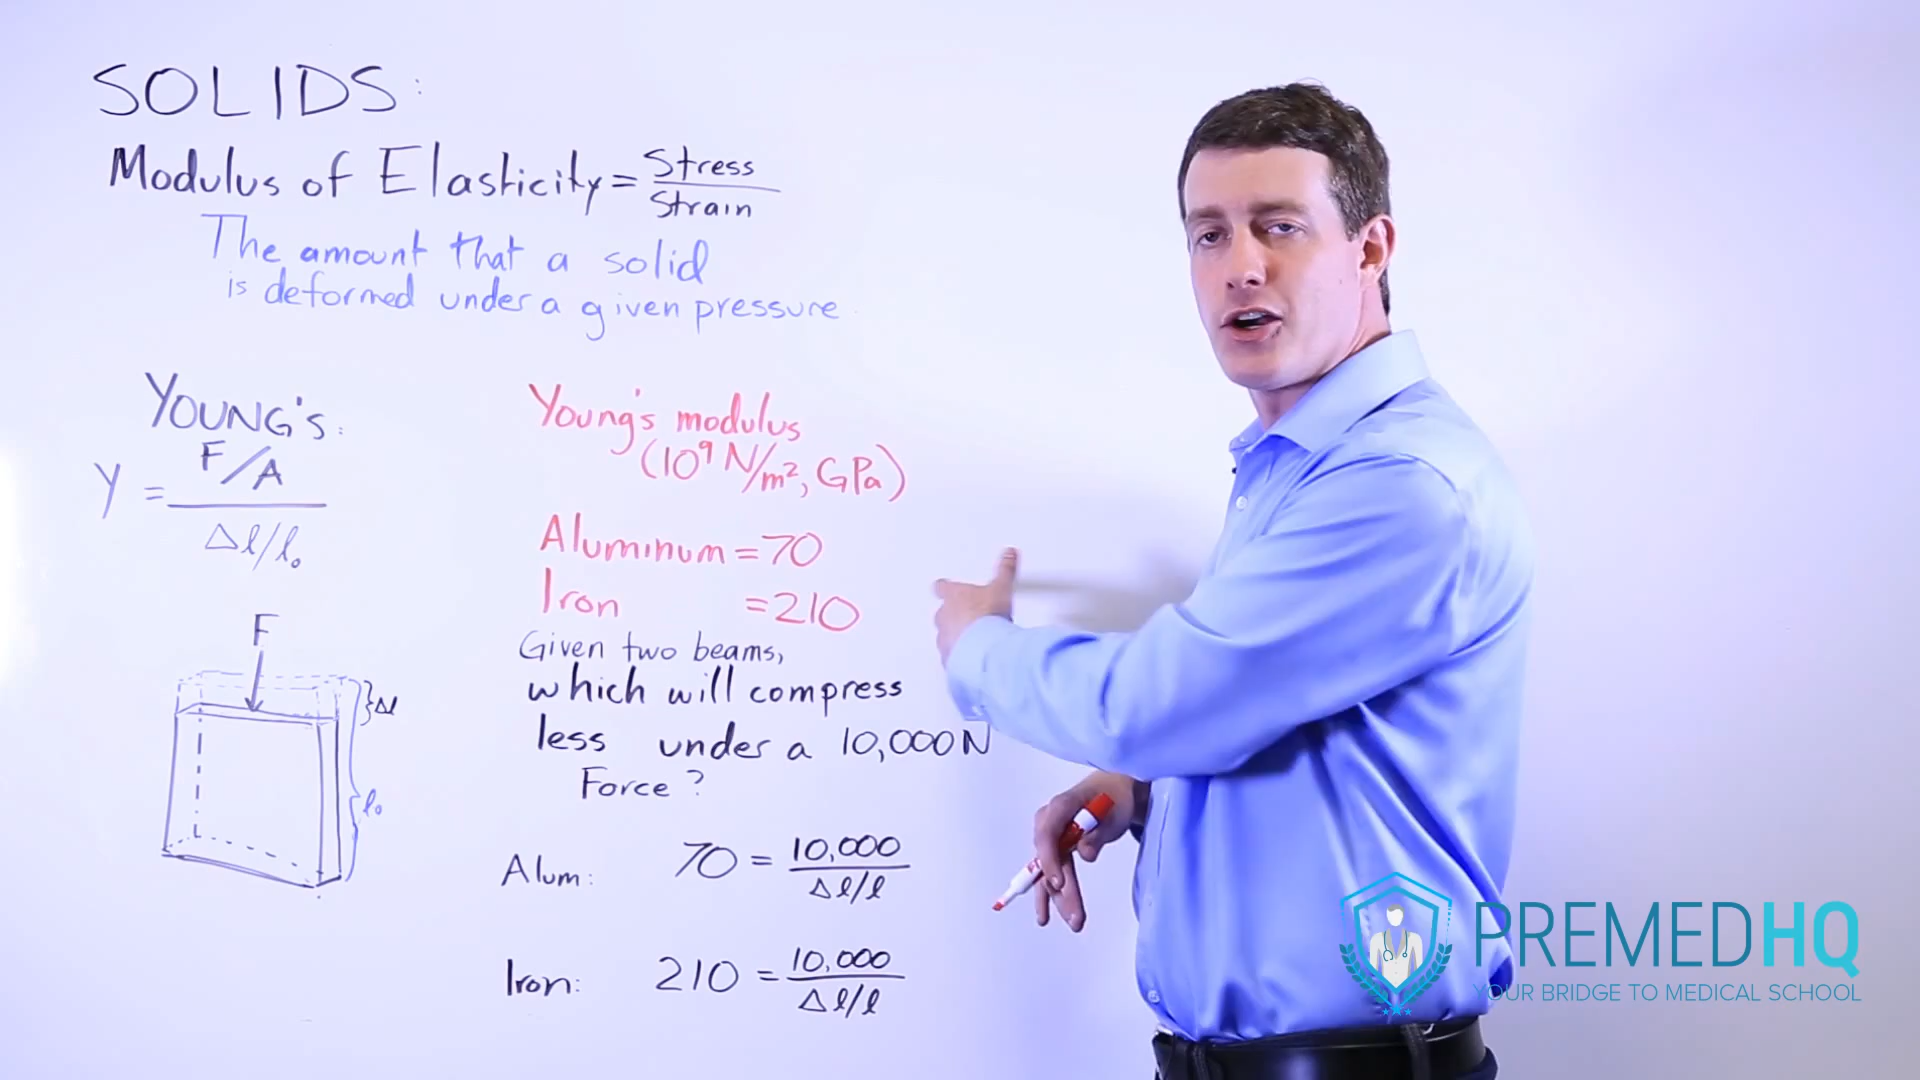 SOLIDS:
Modulus of Elasticity = Stress / Strain
The amount that a solid
is deformed under a given pressure
YOUNG'S:
Y = F/A / Δl/l₀
F
Δl
l₀
Young's modulus
(10⁹ N/m², GPa)
Aluminum = 70
Iron = 210
Given two beams,
which will compress
less under a 10,000N
Force?
Alum: 70 = 10,000 / Δl/l
Iron: 210 = 10,000 / Δl/l
PREMEDHQ
YOUR BRIDGE TO MEDICAL SCHOOL